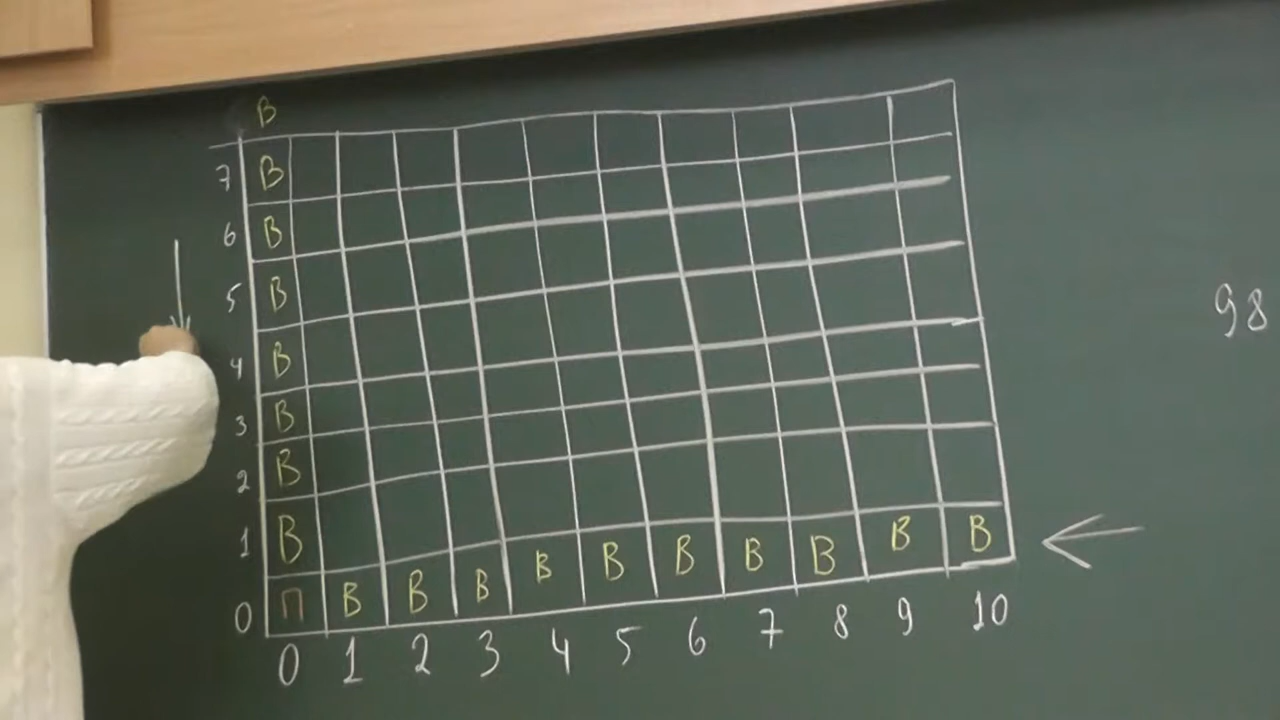 В
7 В
6 В
5 В
98
4 В
3 В
2 В
1 В
0 П В В В В В В В В В В
0 1 2 3 4 5 6 7 8 9 10